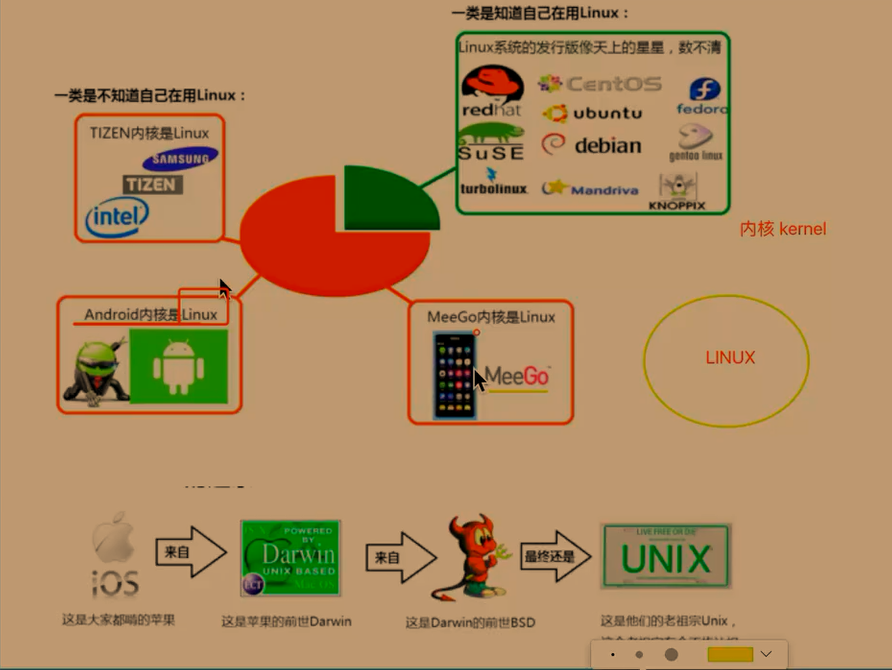 一类是知道自己在用Linux：
Linux系统的发行版像天上的星星，数不清
redhat
CentOS
fedora
ubuntu
SuSE
debian
gentoo linux
turbolinux
Mandriva
KNOPPIX
一类是不知道自己在用Linux：
TIZEN内核是Linux
SAMSUNG
TIZEN
intel
内核 kernel
Android内核是Linux
MeeGo内核是Linux
MeeGo
LINUX
iOS
来自
POWERED
BY
Darwin
UNIX BASED
Mac OS
来自
最终还是
LIVE FREE OR DIE
UNIX
这是大家都啃的苹果
这是苹果的前世Darwin
这是Darwin的前世BSD
这是他们的老祖宗Unix，